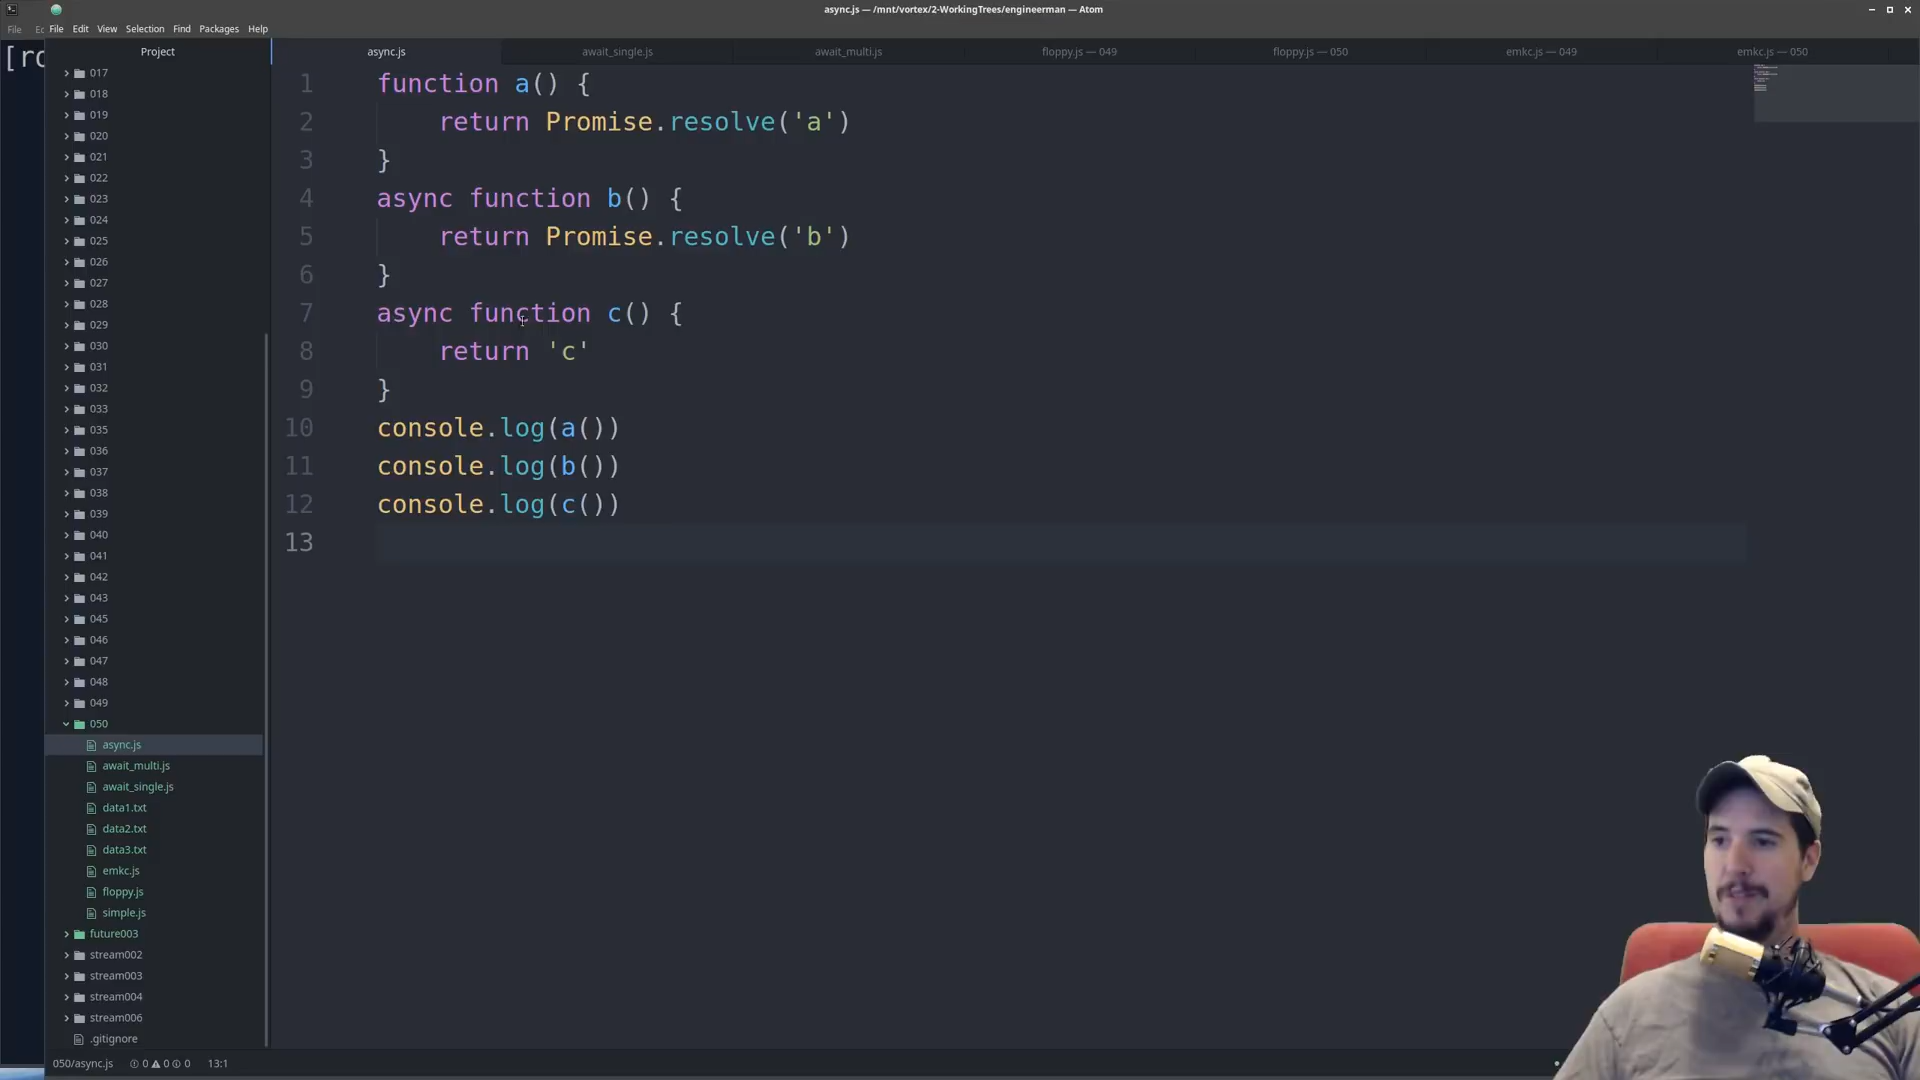 async.js — /mnt/vortex/2-WorkingTrees/engineerman — Atom
File
File Edit View Selection Find Packages Help
[ro
Project
async.js await_single.js await_multi.js floppy.js — 049 floppy.js — 050 emkc.js — 049 emkc.js — 050
017
018
019
020
021
022
023
024
025
026
027
028
029
030
031
032
033
035
036
037
038
039
040
041
042
043
045
046
047
048
049
050
async.js
await_multi.js
await_single.js
data1.txt
data2.txt
data3.txt
emkc.js
floppy.js
simple.js
future003
stream002
stream003
stream004
stream006
.gitignore
1 function a() {
2 return Promise.resolve('a')
3 }
4 async function b() {
5 return Promise.resolve('b')
6 }
7 async function c() {
8 return 'c'
9 }
10 console.log(a())
11 console.log(b())
12 console.log(c())
13
050/async.js 0 0 0 13:1